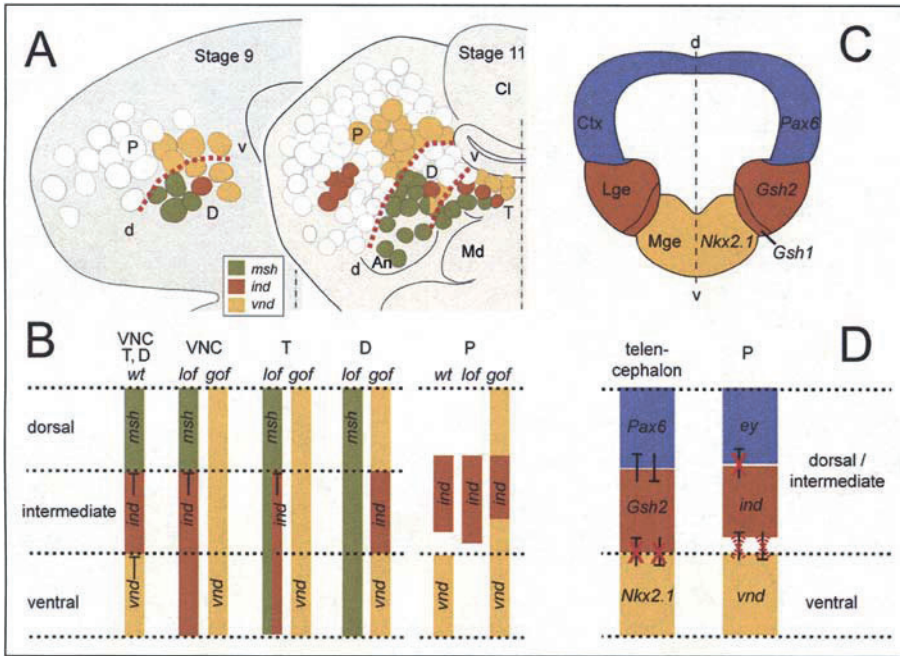 A
Stage 9
P
v
D
d
msh
ind
vnd
Stage 11
Cl
P
D
v
T
An
d
Md
C
d
Ctx
Pax6
Lge
Gsh2
Mge
Nkx2.1
Gsh1
v
B
VNC
T, D
wt
VNC
lof gof
T
lof gof
D
lof gof
P
wt lof gof
dorsal
msh
msh
msh
msh
intermediate
ind
ind
ind
ind
ind
ind
ind
ind
ventral
vnd
vnd
vnd
vnd
vnd
vnd
D
telen-
cephalon
P
Pax6
ey
dorsal /
intermediate
Gsh2
ind
Nkx2.1
vnd
ventral